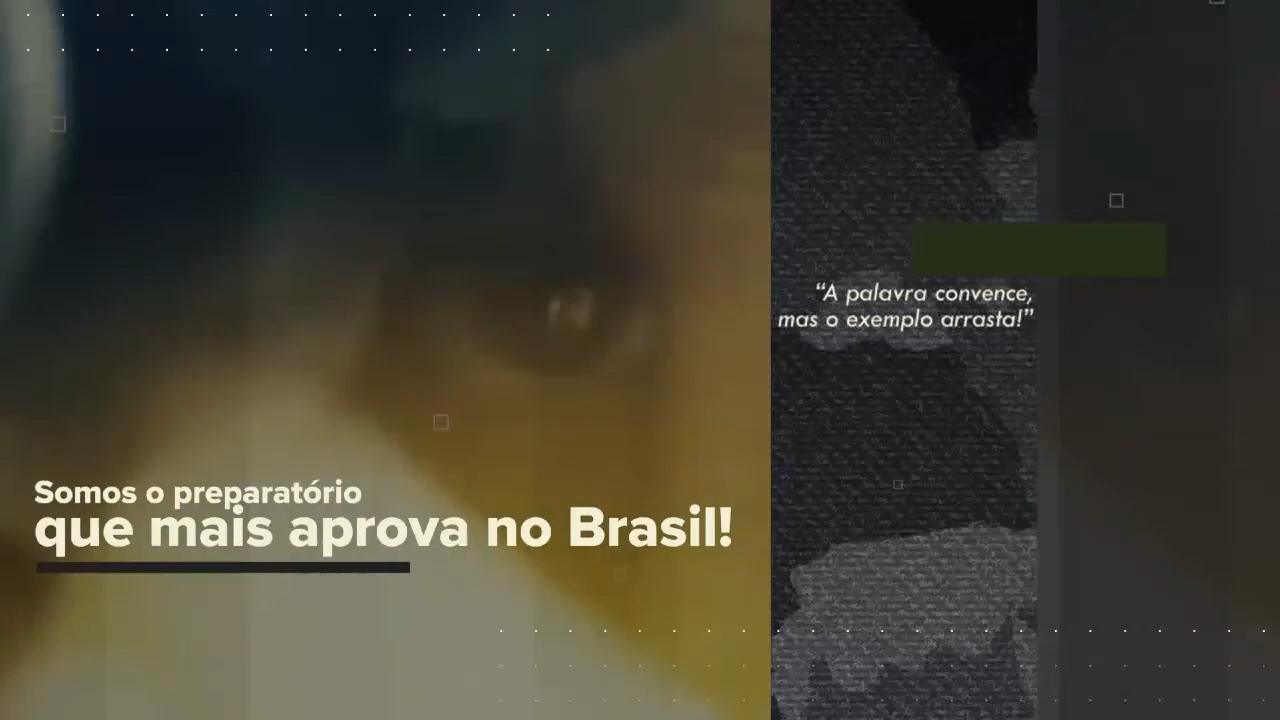 Somos o preparatório
que mais aprova no Brasil!
“A palavra convence,
mas o exemplo arrasta!”